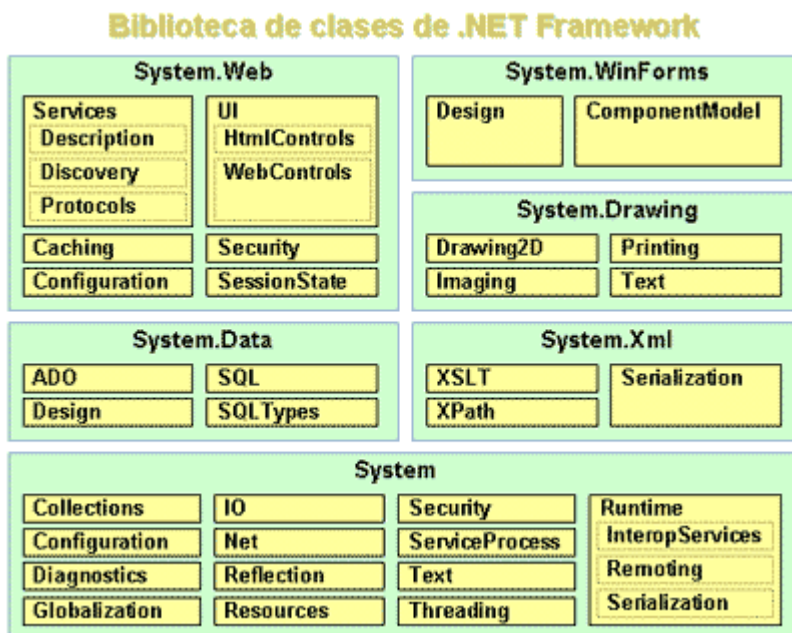 Biblioteca de clases de .NET Framework
System.Web
Services
Description
Discovery
Protocols
UI
HtmlControls
WebControls
Caching
Security
Configuration
SessionState
System.WinForms
Design
ComponentModel
System.Drawing
Drawing2D
Printing
Imaging
Text
System.Data
ADO
SQL
Design
SQLTypes
System.Xml
XSLT
Serialization
XPath
System
Collections
IO
Security
Runtime
Configuration
Net
ServiceProcess
InteropServices
Diagnostics
Reflection
Text
Remoting
Globalization
Resources
Threading
Serialization